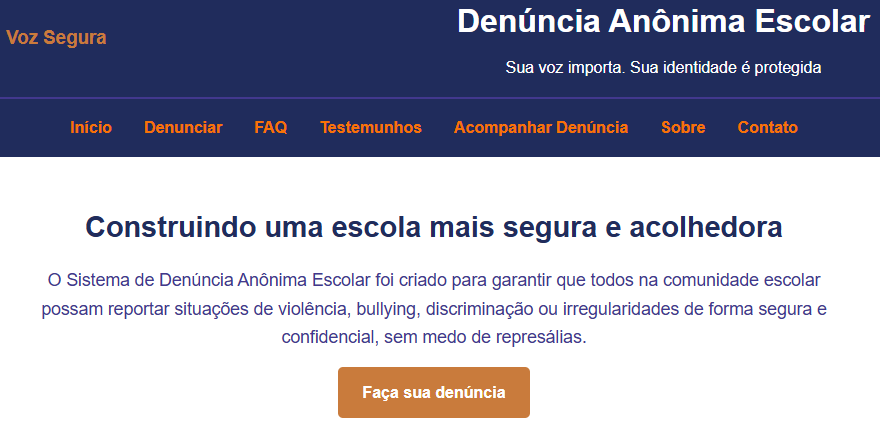 Voz Segura
Denúncia Anônima Escolar
Sua voz importa. Sua identidade é protegida
Início Denunciar FAQ Testemunhos Acompanhar Denúncia Sobre Contato
Construindo uma escola mais segura e acolhedora
O Sistema de Denúncia Anônima Escolar foi criado para garantir que todos na comunidade escolar
possam reportar situações de violência, bullying, discriminação ou irregularidades de forma segura e
confidencial, sem medo de represálias.
Faça sua denúncia